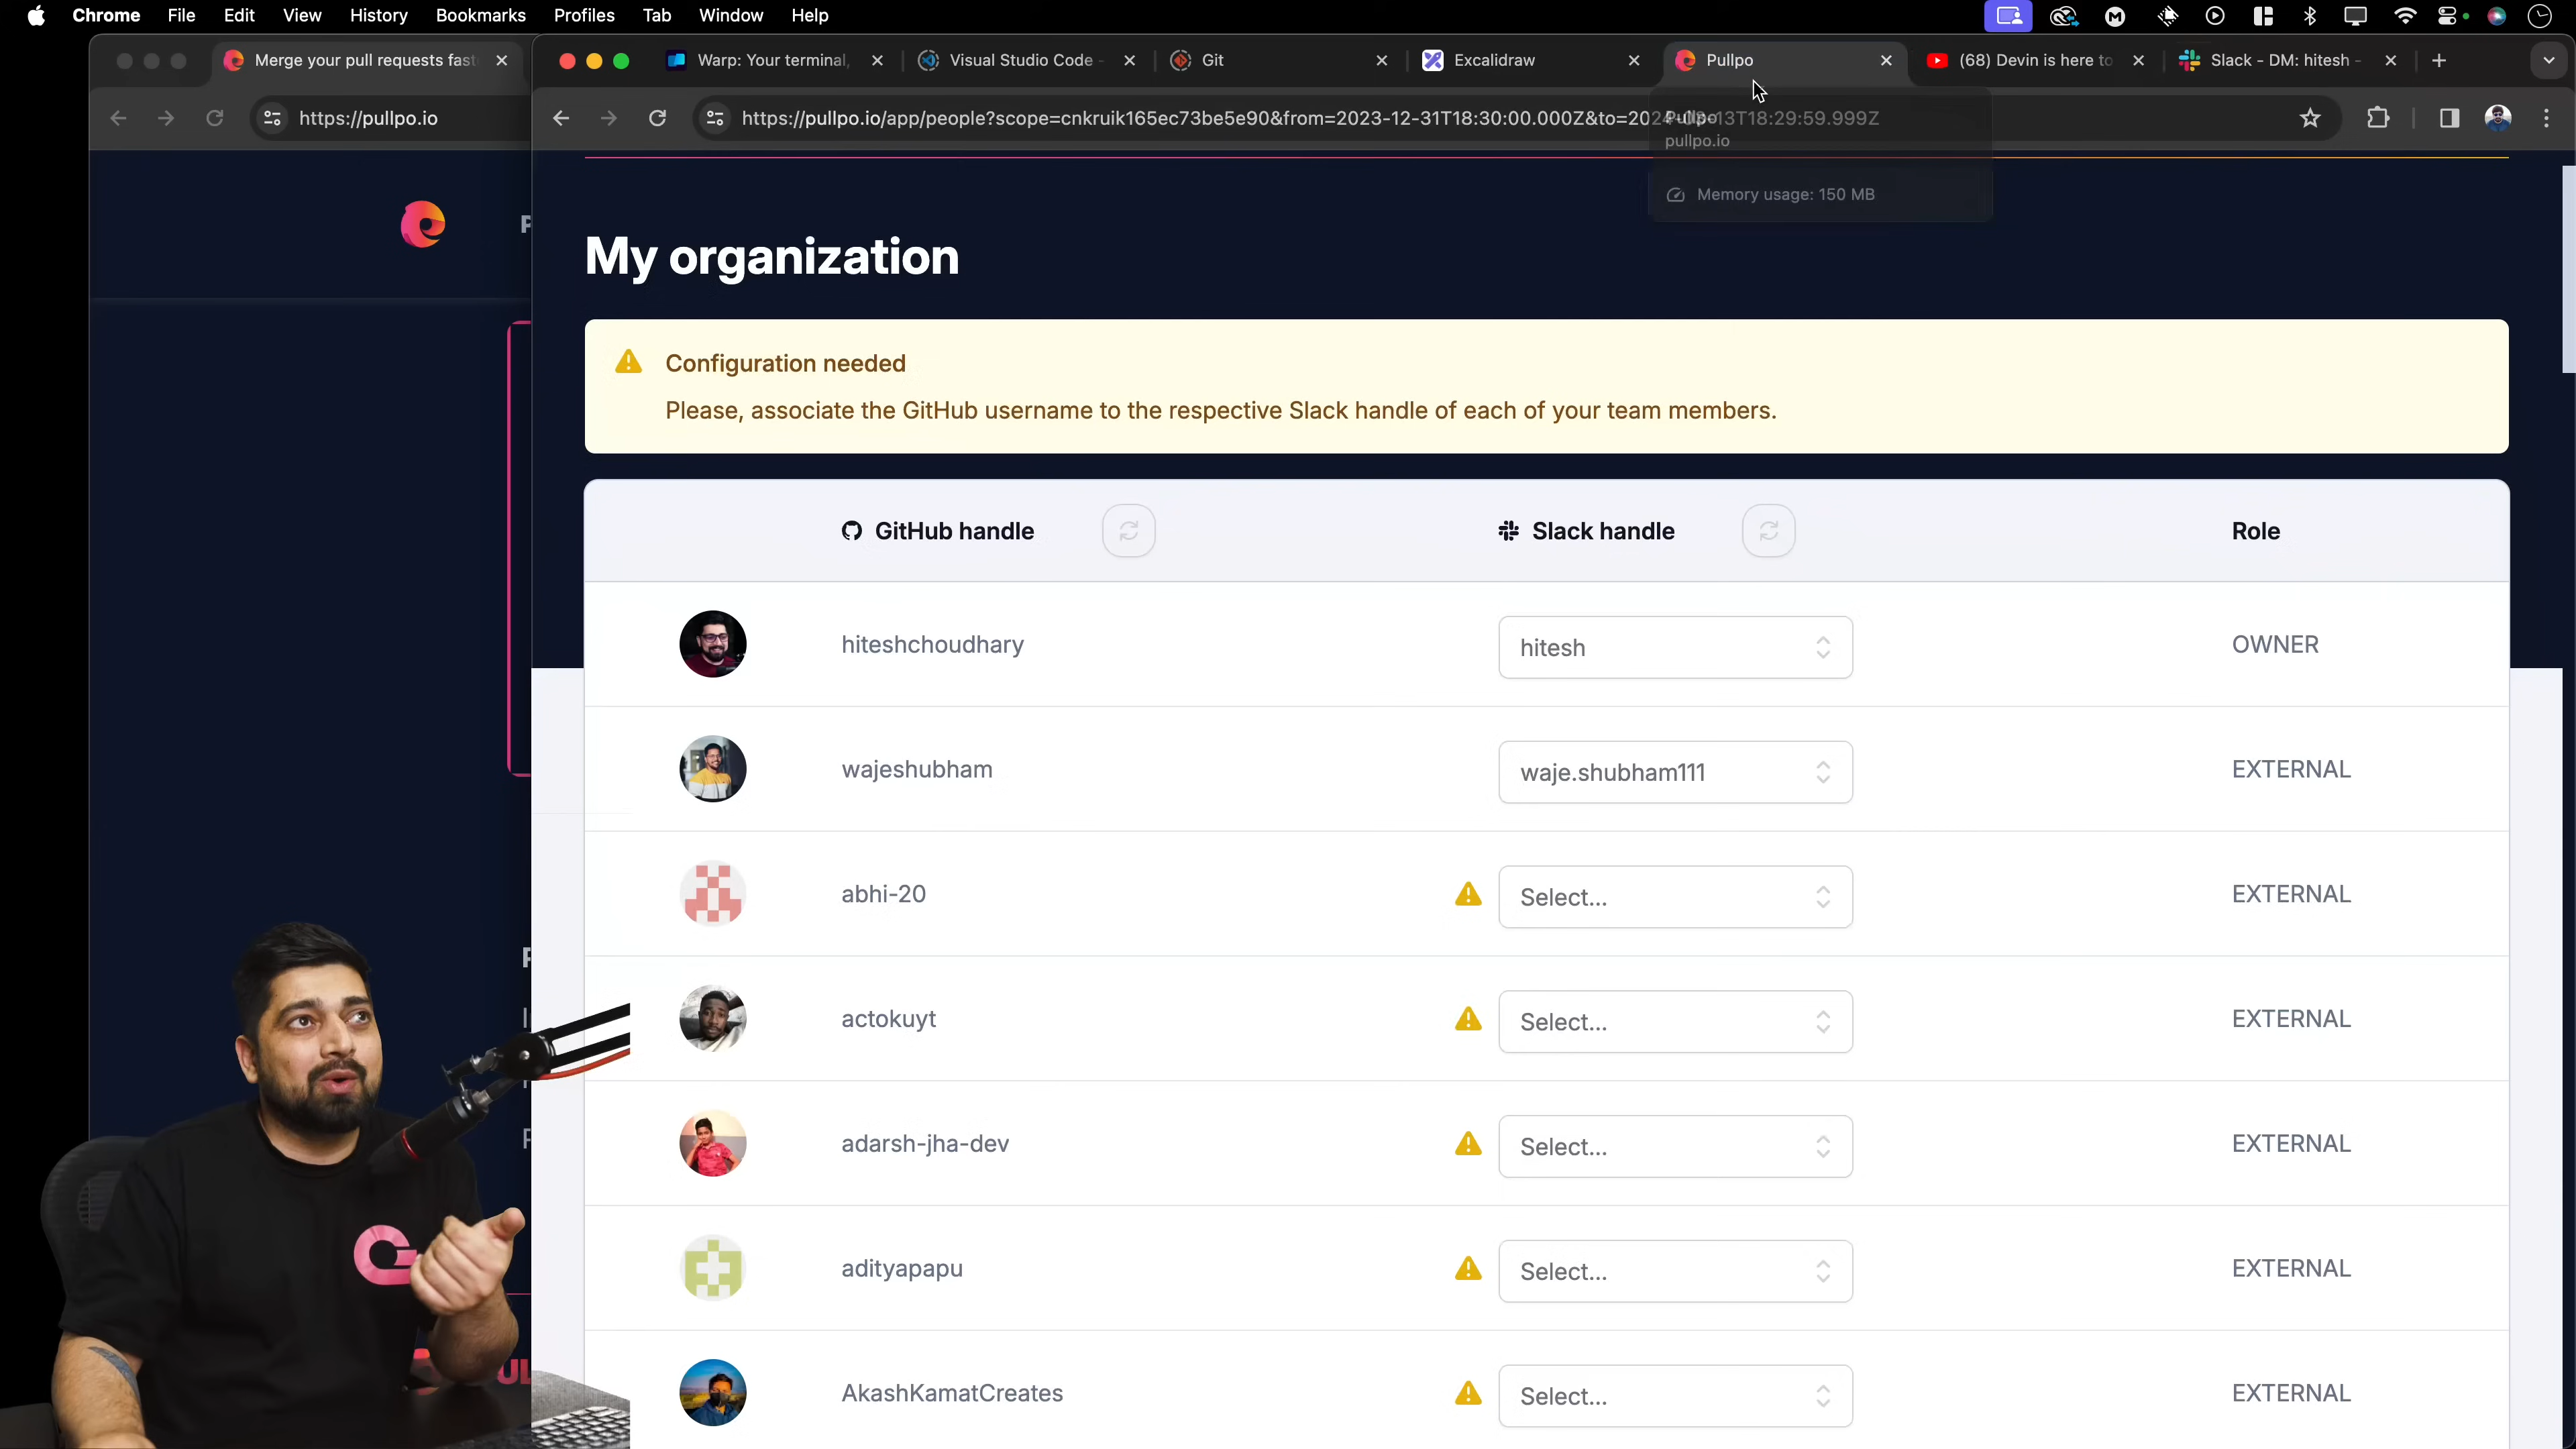 Chrome File Edit View History Bookmarks Profiles Tab Window Help
Merge your pull requests fast
Warp: Your terminal,
Visual Studio Code -
Git
Excalidraw
Pullpo
(68) Devin is here to
Slack - DM: hitesh -
https://pullpo.io
https://pullpo.io/app/people?scope=cnkruik165ec73be5e90&from=2023-12-31T18:30:00.000Z&to=2024-03-13T18:29:59.999Z
Pullpo
pullpo.io
Memory usage: 150 MB
My organization
Configuration needed
Please, associate the GitHub username to the respective Slack handle of each of your team members.
GitHub handle Slack handle Role
hiteshchoudhary hitesh OWNER
wajeshubham waje.shubham111 EXTERNAL
abhi-20 Select... EXTERNAL
actokuyt Select... EXTERNAL
adarsh-jha-dev Select... EXTERNAL
adityapapu Select... EXTERNAL
AkashKamatCreates Select... EXTERNAL